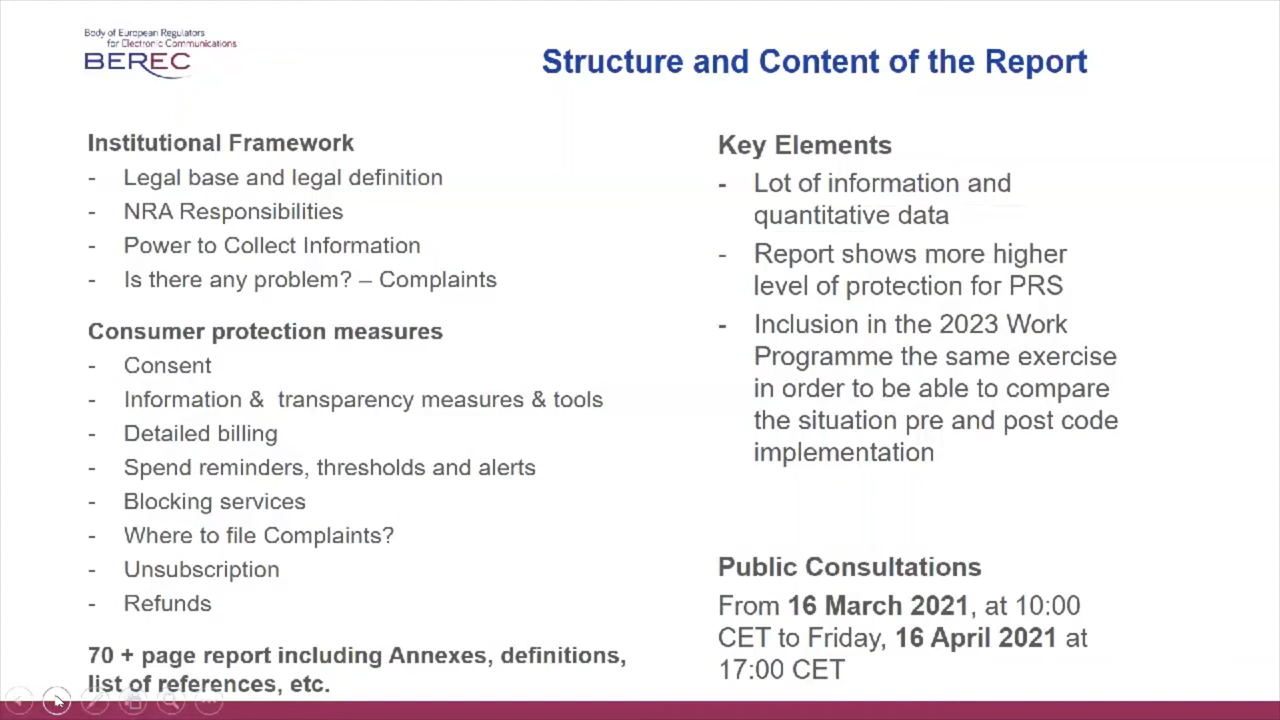 Body of European Regulators
for Electronic Communications
BEREC
Structure and Content of the Report
Institutional Framework
- Legal base and legal definition
- NRA Responsibilities
- Power to Collect Information
- Is there any problem? – Complaints
Consumer protection measures
- Consent
- Information &  transparency measures & tools
- Detailed billing
- Spend reminders, thresholds and alerts
- Blocking services
- Where to file Complaints?
- Unsubscription
- Refunds
70 + page report including Annexes, definitions,
list of references, etc.
Key Elements
- Lot of information and
quantitative data
- Report shows more higher
level of protection for PRS
- Inclusion in the 2023 Work
Programme the same exercise
in order to be able to compare
the situation pre and post code
implementation
Public Consultations
From 16 March 2021, at 10:00
CET to Friday, 16 April 2021 at
17:00 CET